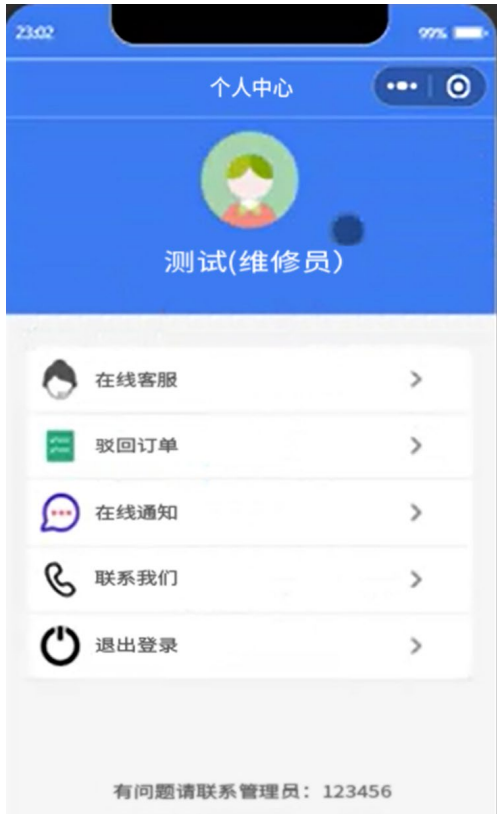 23:02
99%
个人中心
测试(维修员)
在线客服
驳回订单
在线通知
联系我们
退出登录
有问题请联系管理员：123456